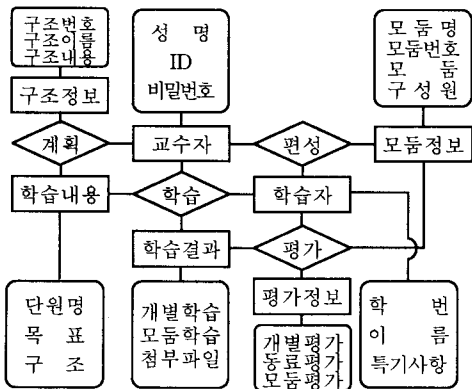 구조번호
구조이름
구조내용
성 명
ID
비밀번호
모 둠 명
모둠번호
모 둠
구 성 원
구조정보
계획
교수자
편성
모둠정보
학습내용
학습
학습자
학습결과
평가
단원명
목 표
구 조
개별학습
모둠학습
첨부파일
평가정보
개별평가
동료평가
모둠평가
학 번
이 름
특기사항